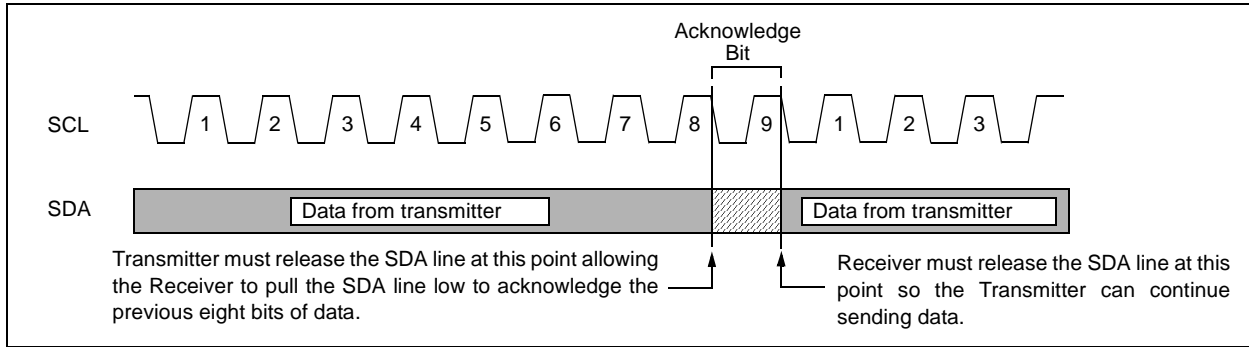 Acknowledge
Bit
SCL
1 2 3 4 5 6 7 8 9 1 2 3
SDA
Data from transmitter
Data from transmitter
Transmitter must release the SDA line at this point allowing
the Receiver to pull the SDA line low to acknowledge the
previous eight bits of data.
Receiver must release the SDA line at this
point so the Transmitter can continue
sending data.